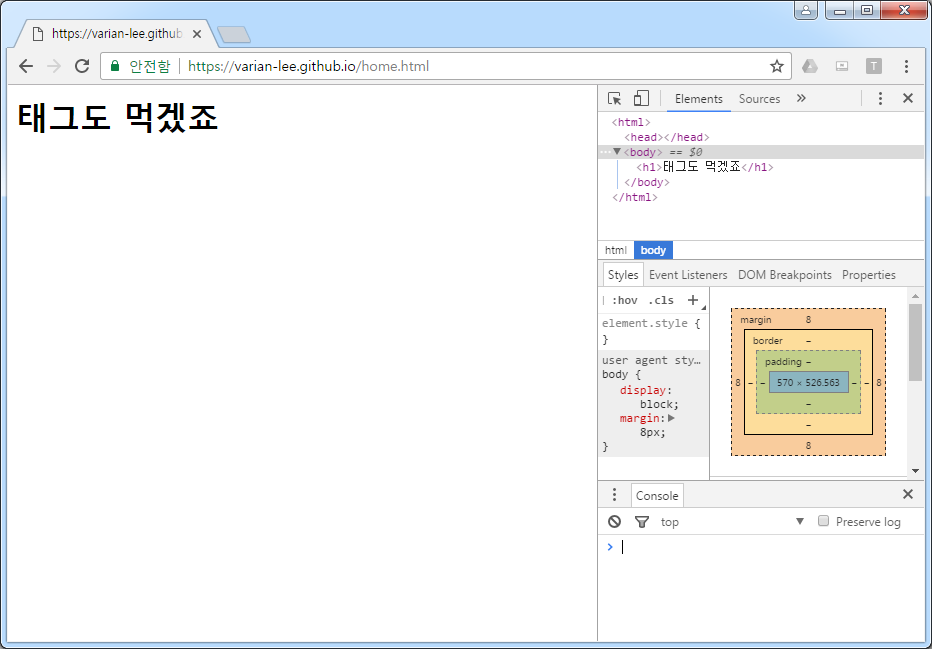 https://varian-lee.github
안전함 https://varian-lee.github.io/home.html
T
태그도 먹겠죠
Elements Sources »
<html>
<head></head>
▼<body> == $0
<h1>태그도 먹겠죠</h1>
</body>
</html>
html body
Styles Event Listeners DOM Breakpoints Properties
:hov .cls +
element.style {
}
user agent sty…
body {
display:
block;
margin:▶
8px;
}
margin 8
border –
padding –
8 – – 570 × 526.563 – – 8
–
–
8
Console
top ▼ Preserve log
>